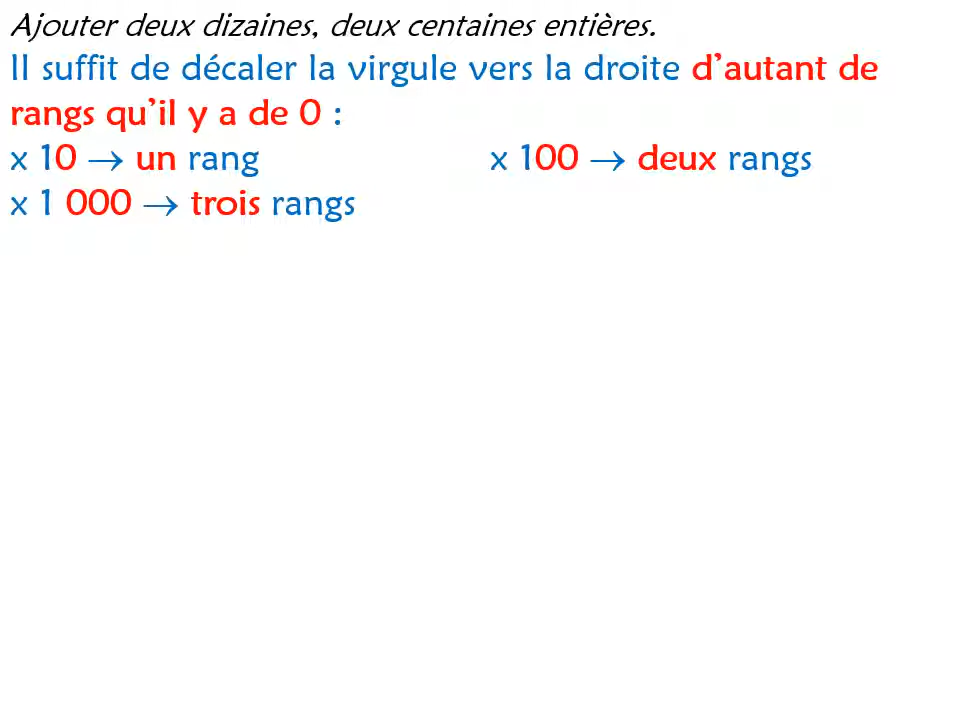 Ajouter deux dizaines, deux centaines entières.
Il suffit de décaler la virgule vers la droite d’autant de
rangs qu’il y a de 0 :
x 10 → un rang x 100 → deux rangs
x 1 000 → trois rangs